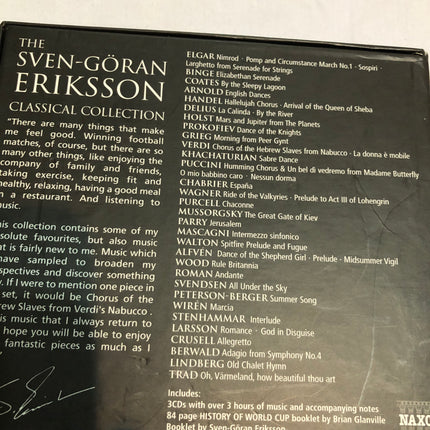 THE
SVEN-GÖRAN
ERIKSSON
CLASSICAL COLLECTION
"There are many things that make
me feel good. Winning football
matches, of course, but there are so
many other things, like enjoying the
company of family and friends,
taking exercise, keeping fit and
healthy, relaxing, having a good meal
in a restaurant. And listening to
music.
This collection contains some of my
absolute favourites, but also music
that is fairly new to me. Music which
have sampled to broaden my
perspectives and discover something
If I were to mention one piece in
set, it would be Chorus of the
Hebrew Slaves from Verdi's Nabucco.
is music that I always return to
hope you will be able to enjoy
fantastic pieces as much as I
ELGAR Nimrod · Pomp and Circumstance March No.1 · Sospiri ·
Larghetto from Serenade for Strings
BINGE Elizabethan Serenade
COATES By the Sleepy Lagoon
ARNOLD English Dances
HANDEL Hallelujah Chorus · Arrival of the Queen of Sheba
DELIUS La Calinda · By the River
HOLST Mars and Jupiter from The Planets
PROKOFIEV Dance of the Knights
GRIEG Morning from Peer Gynt
VERDI Chorus of the Hebrew Slaves from Nabucco · La donna è mobile
KHACHATURIAN Sabre Dance
PUCCINI Humming Chorus & Un bel di vedremo from Madame Butterfly
O mio babbino caro · Nessun dorma
CHABRIER España
WAGNER Ride of the Valkyries · Prelude to Act III of Lohengrin
PURCELL Chaconne
MUSSORGSKY The Great Gate of Kiev
PARRY Jerusalem
MASCAGNI Intermezzo sinfonico
WALTON Spitfire Prelude and Fugue
ALFVÉN Dance of the Shepherd Girl · Prelude · Midsummer Vigil
WOOD Rule Britannia
ROMAN Andante
SVENDSEN All Under the Sky
PETERSON-BERGER Summer Song
WIRÉN Marcia
STENHAMMAR Interlude
LARSSON Romance · God in Disguise
CRUSELL Allegretto
BERWALD Adagio from Symphony No.4
LINDBERG Old Chalet Hymn
TRAD Oh, Värmeland, how beautiful thou art
Includes:
3CDs with over 3 hours of music and accompanying notes
84 page HISTORY OF WORLD CUP booklet by Brian Glanville
Booklet by Sven-Göran Eriksson
NAXO